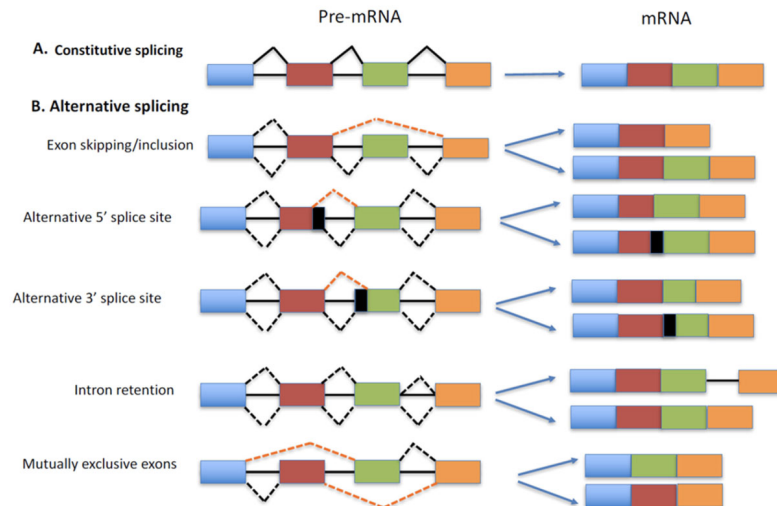 Pre-mRNA
mRNA
A. Constitutive splicing
B. Alternative splicing
Exon skipping/inclusion
Alternative 5' splice site
Alternative 3' splice site
Intron retention
Mutually exclusive exons